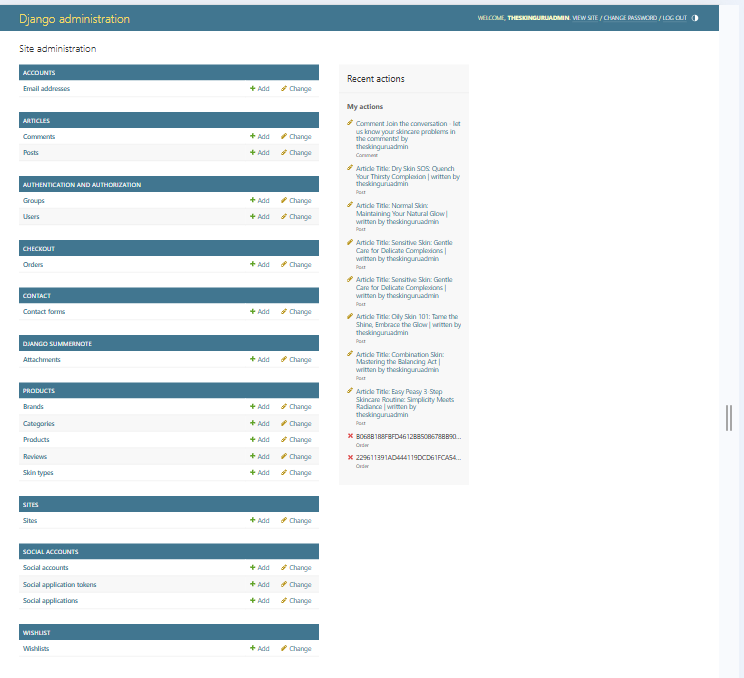 Django administration
WELCOME, THESKINGURUADMIN. VIEW SITE / CHANGE PASSWORD / LOG OUT
Site administration
ACCOUNTS
Email addresses Add Change
ARTICLES
Comments Add Change
Posts Add Change
AUTHENTICATION AND AUTHORIZATION
Groups Add Change
Users Add Change
CHECKOUT
Orders Add Change
CONTACT
Contact forms Add Change
DJANGO SUMMERNOTE
Attachments Add Change
PRODUCTS
Brands Add Change
Categories Add Change
Products Add Change
Reviews Add Change
Skin types Add Change
SITES
Sites Add Change
SOCIAL ACCOUNTS
Social accounts Add Change
Social application tokens Add Change
Social applications Add Change
WISHLIST
Wishlists Add Change
Recent actions
My actions
Comment Join the conversation - let
us know your skincare problems in
the comments! by
theskinguruadmin
Comment
Article Title: Dry Skin SOS: Quench
Your Thirsty Complexion | written by
theskinguruadmin
Post
Article Title: Normal Skin:
Maintaining Your Natural Glow |
written by theskinguruadmin
Post
Article Title: Sensitive Skin: Gentle
Care for Delicate Complexions |
written by theskinguruadmin
Post
Article Title: Sensitive Skin: Gentle
Care for Delicate Complexions |
written by theskinguruadmin
Post
Article Title: Oily Skin 101: Tame the
Shine, Embrace the Glow | written by
theskinguruadmin
Post
Article Title: Combination Skin:
Mastering the Balancing Act |
written by theskinguruadmin
Post
Article Title: Easy Peasy 3-Step
Skincare Routine: Simplicity Meets
Radiance | written by
theskinguruadmin
Post
Order
Order